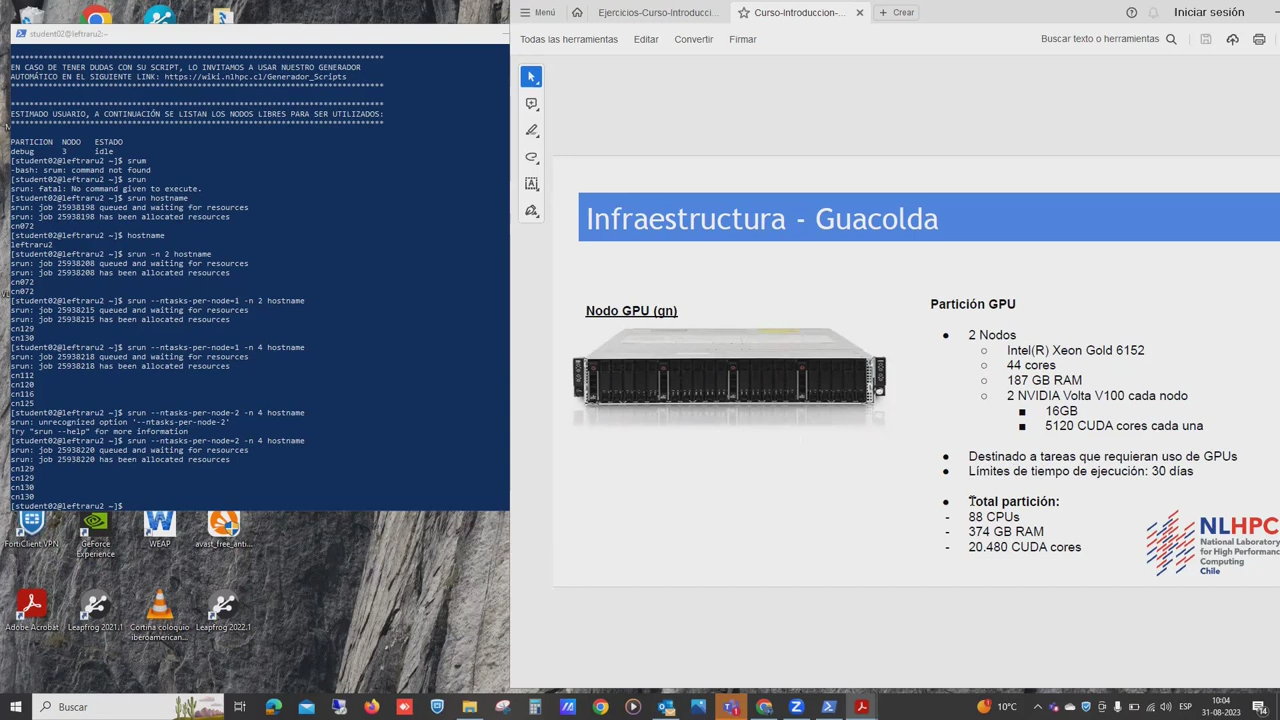 student02@leftraru2:~
********************************************************************************
EN CASO DE TENER DUDAS CON SU SCRIPT, LO INVITAMOS A USAR NUESTRO GENERADOR
AUTOMÁTICO EN EL SIGUIENTE LINK: https://wiki.nlhpc.cl/Generador_Scripts
********************************************************************************
********************************************************************************
ESTIMADO USUARIO, A CONTINUACIÓN SE LISTAN LOS NODOS LIBRES PARA SER UTILIZADOS:
********************************************************************************
PARTICION NODO ESTADO
debug 3 idle
[student02@leftraru2 ~]$ srum
-bash: srum: command not found
[student02@leftraru2 ~]$ srun
srun: fatal: No command given to execute.
[student02@leftraru2 ~]$ srun hostname
srun: job 25938198 queued and waiting for resources
srun: job 25938198 has been allocated resources
cn072
[student02@leftraru2 ~]$ hostname
leftraru2
[student02@leftraru2 ~]$ srun -n 2 hostname
srun: job 25938208 queued and waiting for resources
srun: job 25938208 has been allocated resources
cn072
cn072
[student02@leftraru2 ~]$ srun --ntasks-per-node=1 -n 2 hostname
srun: job 25938215 queued and waiting for resources
srun: job 25938215 has been allocated resources
cn129
cn130
[student02@leftraru2 ~]$ srun --ntasks-per-node=1 -n 4 hostname
srun: job 25938218 queued and waiting for resources
srun: job 25938218 has been allocated resources
cn112
cn120
cn116
cn125
[student02@leftraru2 ~]$ srun --ntasks-per-node-2 -n 4 hostname
srun: unrecognized option '--ntasks-per-node-2'
Try "srun --help" for more information
[student02@leftraru2 ~]$ srun --ntasks-per-node=2 -n 4 hostname
srun: job 25938220 queued and waiting for resources
srun: job 25938220 has been allocated resources
cn129
cn129
cn130
cn130
[student02@leftraru2 ~]$
FortiClient VPN
GeForce Experience
WEAP
avast_free_anti...
Adobe Acrobat
Leapfrog 2021.1
Cortina coloquio iberoamerican...
Leapfrog 2022.1
Menú
Ejercicios-Curso-Introducci...
Curso-Introduccion-...
Crear
Iniciar sesión
Todas las herramientas
Editar
Convertir
Firmar
Buscar texto o herramientas
Infraestructura - Guacolda
Nodo GPU (gn)
Partición GPU
2 Nodos
Intel(R) Xeon Gold 6152
44 cores
187 GB RAM
2 NVIDIA Volta V100 cada nodo
16GB
5120 CUDA cores cada una
Destinado a tareas que requieran uso de GPUs
Límites de tiempo de ejecución: 30 días
Total partición:
- 88 CPUs
- 374 GB RAM
- 20.480 CUDA cores
NLHPC
National Laboratory
for High Performance
Computing
Chile
Buscar
10°C
ESP
10:04
31-08-2023
14